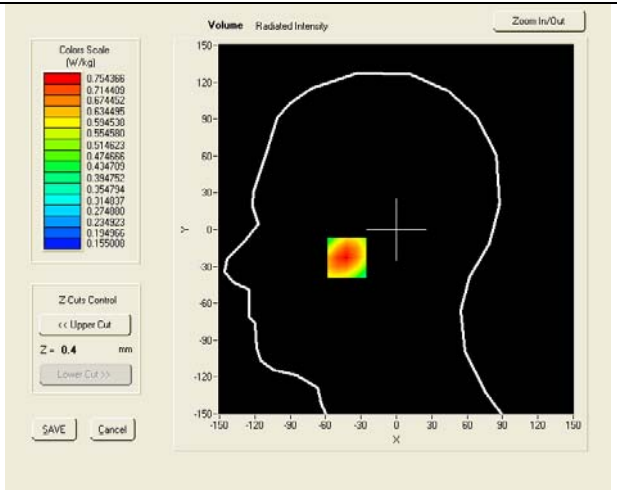 Volume Radiated Intensity
Zoom In/Out
Colors Scale
(W/kg)
0.754366
0.714409
0.674452
0.634495
0.594538
0.554580
0.514623
0.474666
0.434709
0.394752
0.354794
0.314837
0.274880
0.234923
0.194966
0.155008
Z-Cuts Control
<< Upper Cut
Z = 0.4 mm
Lower Cut >>
SAVE Cancel
150
120
90
60
30
0
-30
-60
-90
-120
-150
Y
-150 -120 -90 -60 -30 0 30 60 90 120 150
X